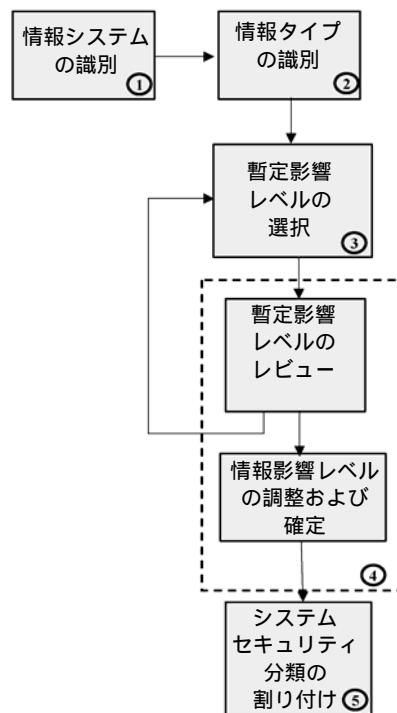 情報システム
の識別
①
情報タイプ
の識別
②
暫定影響
レベルの
選択
③
暫定影響
レベルの
レビュー
情報影響レベル
の調整および
確定
④
システム
セキュリティ
分類の
割り付け
⑤